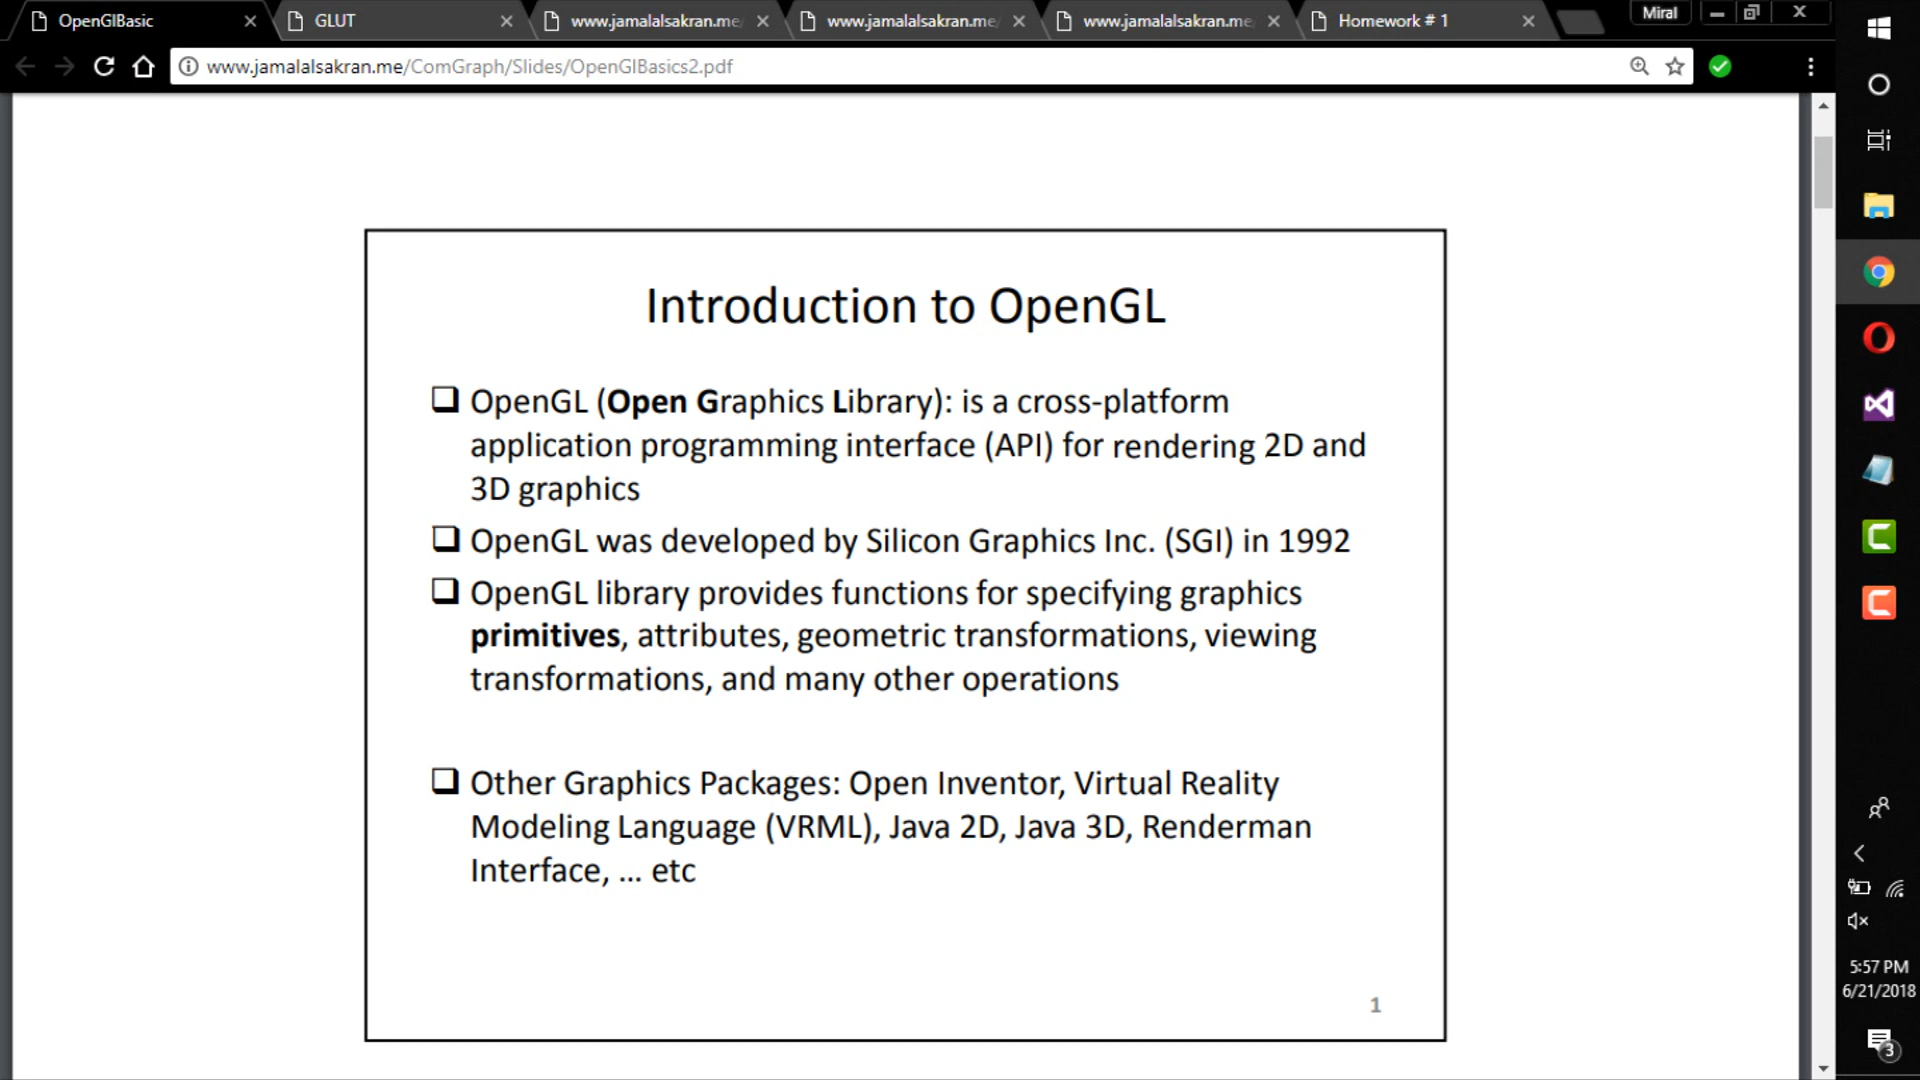 OpenGlBasic
GLUT
www.jamalalsakran.me
www.jamalalsakran.me
www.jamalalsakran.me
Homework # 1
Miral
www.jamalalsakran.me/ComGraph/Slides/OpenGlBasics2.pdf
Introduction to OpenGL
OpenGL (Open Graphics Library): is a cross-platform
application programming interface (API) for rendering 2D and
3D graphics
OpenGL was developed by Silicon Graphics Inc. (SGI) in 1992
OpenGL library provides functions for specifying graphics
primitives, attributes, geometric transformations, viewing
transformations, and many other operations
Other Graphics Packages: Open Inventor, Virtual Reality
Modeling Language (VRML), Java 2D, Java 3D, Renderman
Interface, ... etc
1
5:57 PM
6/21/2018
3